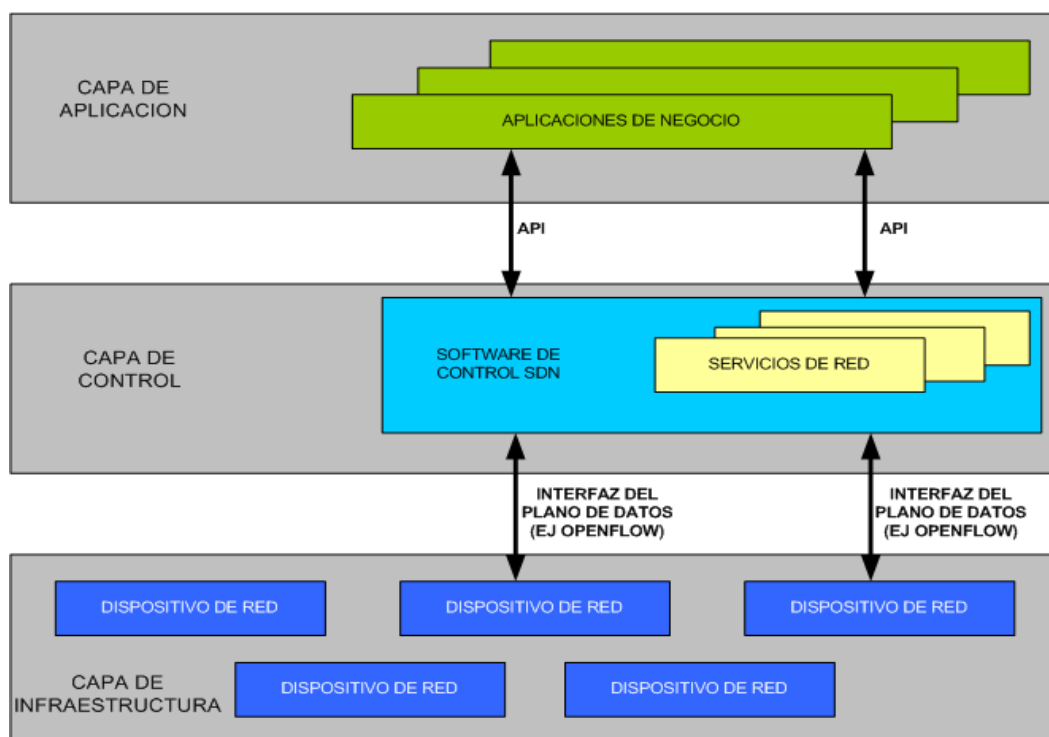 CAPA DE
APLICACION
APLICACIONES DE NEGOCIO
API
API
CAPA DE
CONTROL
SOFTWARE DE
CONTROL SDN
SERVICIOS DE RED
INTERFAZ DEL
PLANO DE DATOS
(EJ OPENFLOW)
INTERFAZ DEL
PLANO DE DATOS
(EJ OPENFLOW)
DISPOSITIVO DE RED
DISPOSITIVO DE RED
DISPOSITIVO DE RED
CAPA DE
INFRAESTRUCTURA
DISPOSITIVO DE RED
DISPOSITIVO DE RED